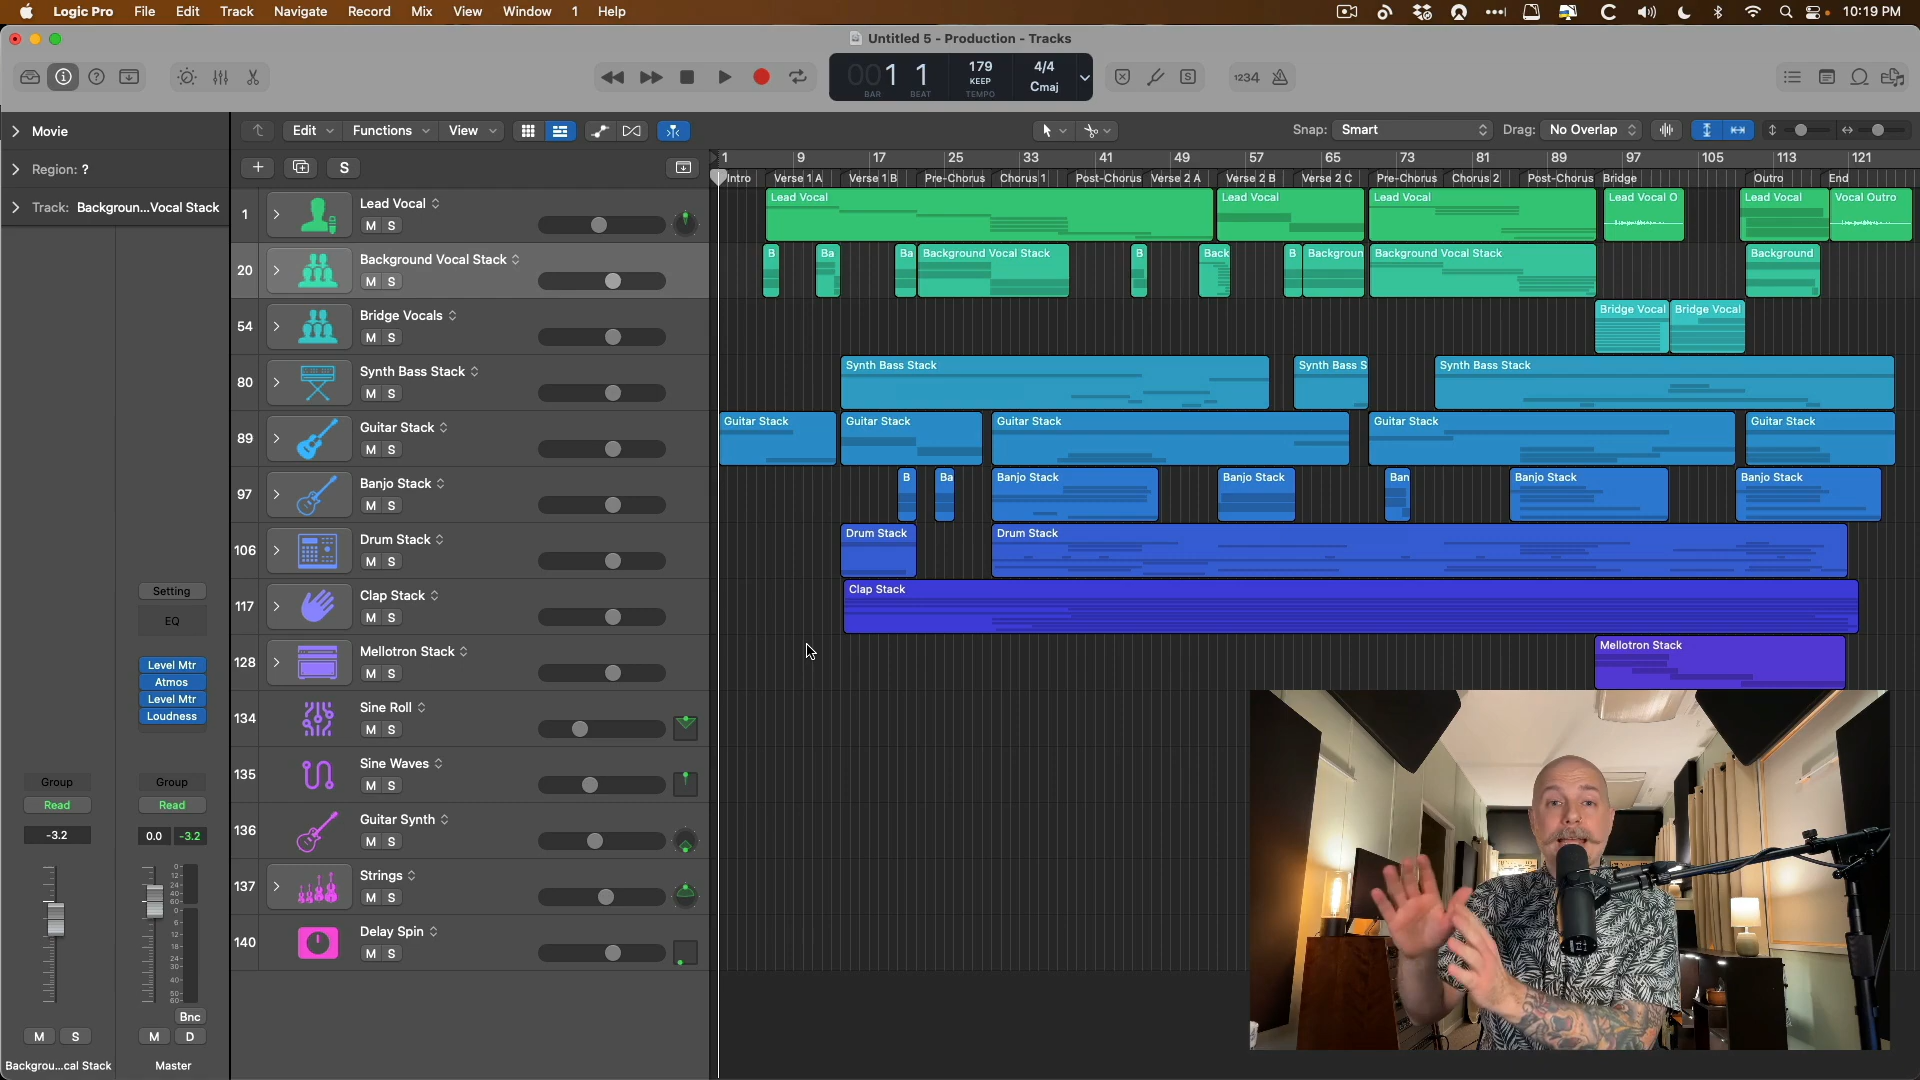 Logic Pro File Edit Track Navigate Record Mix View Window 1 Help 10:19 PM
Untitled 5 - Production - Tracks
001 1 179 4/4
KEEP Cmaj
BAR BEAT TEMPO
S 1234
Movie Edit Functions View Snap: Smart Drag: No Overlap
Region: ? S
1 9 17 25 33 41 49 57 65 73 81 89 97 105 113 121
Intro Verse 1 A Verse 1 B Pre-Chorus Chorus 1 Post-Chorus Verse 2 A Verse 2 B Verse 2 C Pre-Chorus Chorus 2 Post-Chorus Bridge Outro End
Track: Backgroun...Vocal Stack
1 Lead Vocal
M S
Lead Vocal Lead Vocal Lead Vocal Lead Vocal O Lead Vocal Vocal Outro
20 Background Vocal Stack
M S
B Ba Ba Background Vocal Stack B Back B Backgroun Background Vocal Stack Background
54 Bridge Vocals
M S
Bridge Vocal Bridge Vocal
80 Synth Bass Stack
M S
Synth Bass Stack Synth Bass S Synth Bass Stack
89 Guitar Stack
M S
Guitar Stack Guitar Stack Guitar Stack Guitar Stack Guitar Stack
97 Banjo Stack
M S
B Ba Banjo Stack Banjo Stack Ban Banjo Stack Banjo Stack
106 Drum Stack
M S
Drum Stack Drum Stack
117 Clap Stack
M S
Clap Stack
128 Mellotron Stack
M S
Mellotron Stack
134 Sine Roll
M S
135 Sine Waves
M S
136 Guitar Synth
M S
137 Strings
M S
140 Delay Spin
M S
Setting
EQ
Level Mtr
Atmos
Level Mtr
Loudness
Group Group
Read Read
-3.2 0.0 -3.2
Bnc
M S M D
Backgrou...cal Stack Master